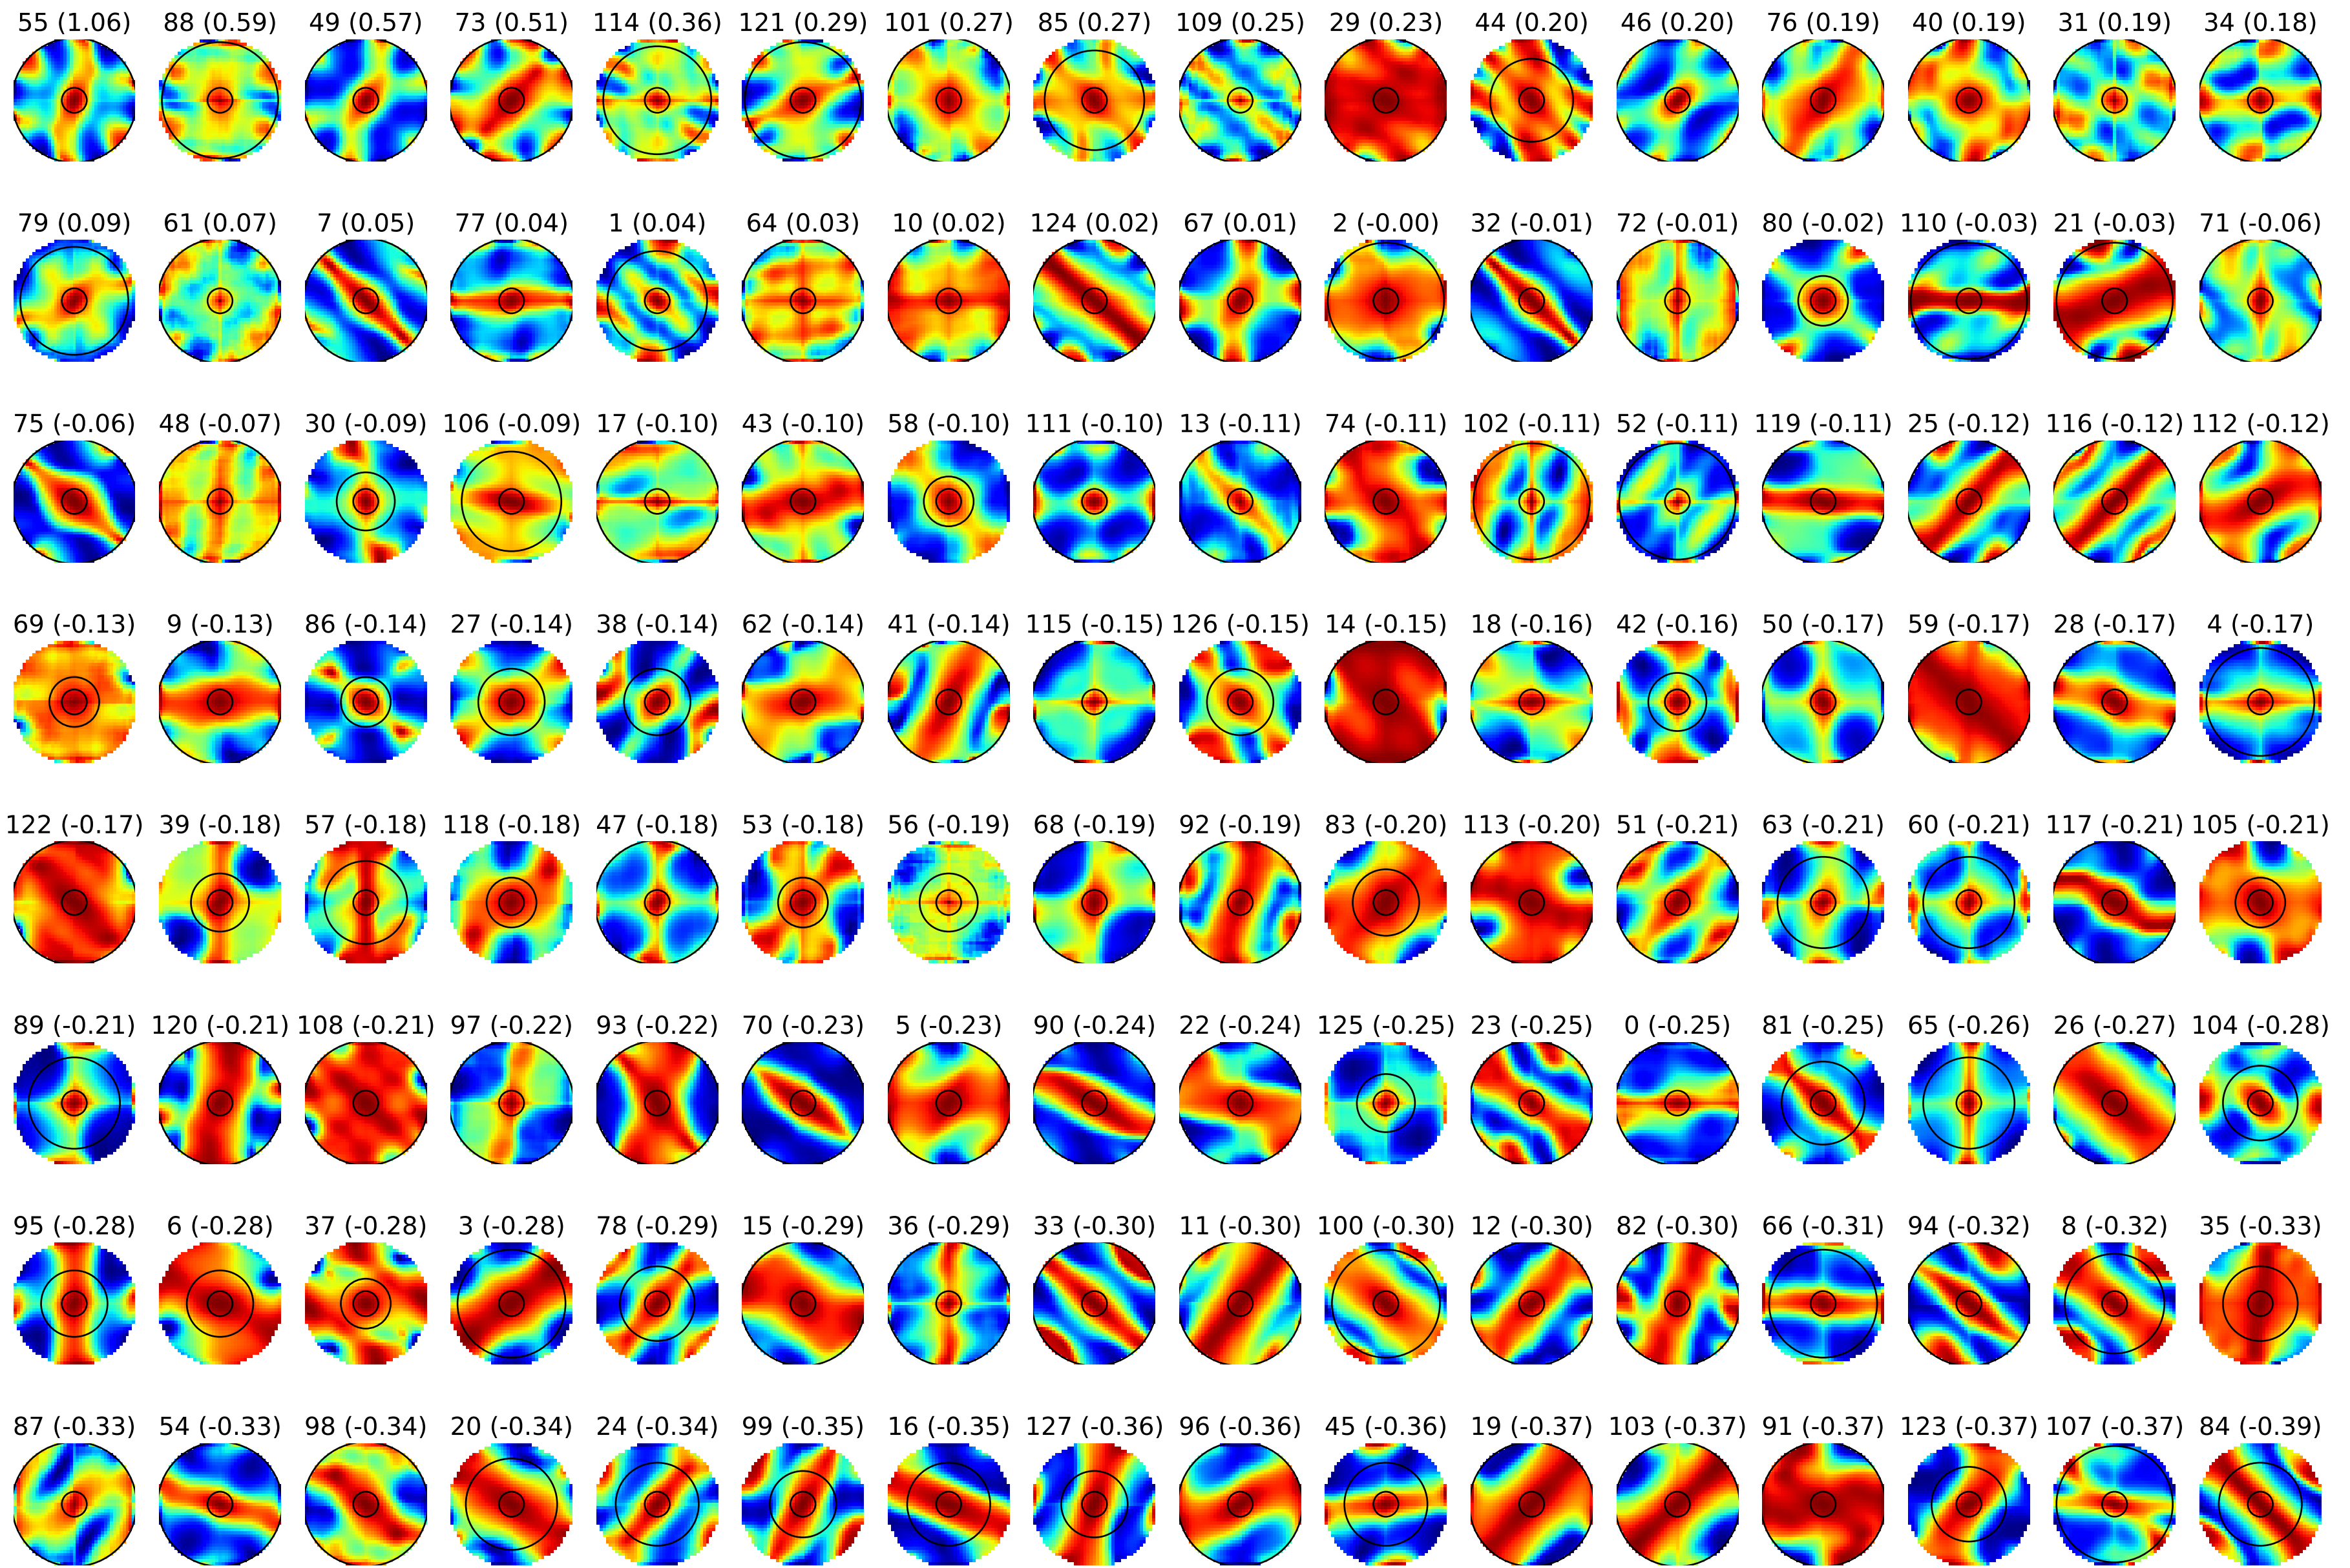 55 (1.06) 88 (0.59) 49 (0.57) 73 (0.51) 114 (0.36) 121 (0.29) 101 (0.27) 85 (0.27) 109 (0.25) 29 (0.23) 44 (0.20) 46 (0.20) 76 (0.19) 40 (0.19) 31 (0.19) 34 (0.18)
79 (0.09) 61 (0.07) 7 (0.05) 77 (0.04) 1 (0.04) 64 (0.03) 10 (0.02) 124 (0.02) 67 (0.01) 2 (-0.00) 32 (-0.01) 72 (-0.01) 80 (-0.02) 110 (-0.03) 21 (-0.03) 71 (-0.06)
75 (-0.06) 48 (-0.07) 30 (-0.09) 106 (-0.09) 17 (-0.10) 43 (-0.10) 58 (-0.10) 111 (-0.10) 13 (-0.11) 74 (-0.11) 102 (-0.11) 52 (-0.11) 119 (-0.11) 25 (-0.12) 116 (-0.12) 112 (-0.12)
69 (-0.13) 9 (-0.13) 86 (-0.14) 27 (-0.14) 38 (-0.14) 62 (-0.14) 41 (-0.14) 115 (-0.15) 126 (-0.15) 14 (-0.15) 18 (-0.16) 42 (-0.16) 50 (-0.17) 59 (-0.17) 28 (-0.17) 4 (-0.17)
122 (-0.17) 39 (-0.18) 57 (-0.18) 118 (-0.18) 47 (-0.18) 53 (-0.18) 56 (-0.19) 68 (-0.19) 92 (-0.19) 83 (-0.20) 113 (-0.20) 51 (-0.21) 63 (-0.21) 60 (-0.21) 117 (-0.21) 105 (-0.21)
89 (-0.21) 120 (-0.21) 108 (-0.21) 97 (-0.22) 93 (-0.22) 70 (-0.23) 5 (-0.23) 90 (-0.24) 22 (-0.24) 125 (-0.25) 23 (-0.25) 0 (-0.25) 81 (-0.25) 65 (-0.26) 26 (-0.27) 104 (-0.28)
95 (-0.28) 6 (-0.28) 37 (-0.28) 3 (-0.28) 78 (-0.29) 15 (-0.29) 36 (-0.29) 33 (-0.30) 11 (-0.30) 100 (-0.30) 12 (-0.30) 82 (-0.30) 66 (-0.31) 94 (-0.32) 8 (-0.32) 35 (-0.33)
87 (-0.33) 54 (-0.33) 98 (-0.34) 20 (-0.34) 24 (-0.34) 99 (-0.35) 16 (-0.35) 127 (-0.36) 96 (-0.36) 45 (-0.36) 19 (-0.37) 103 (-0.37) 91 (-0.37) 123 (-0.37) 107 (-0.37) 84 (-0.39)